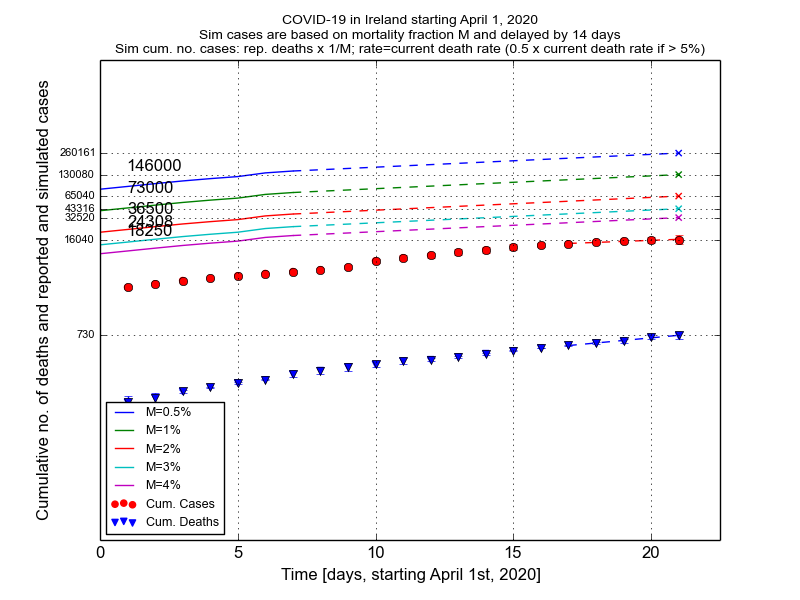 COVID-19 in Ireland starting April 1, 2020
Sim cases are based on mortality fraction M and delayed by 14 days
Sim cum. no. cases: rep. deaths x 1/M; rate=current death rate (0.5 x current death rate if > 5%)
Cumulative no. of deaths and reported and simulated cases
260161
130080
65040
43316
32520
16040
730
146000
73000
36500
24308
18250
M=0.5%
M=1%
M=2%
M=3%
M=4%
Cum. Cases
Cum. Deaths
0 5 10 15 20
Time [days, starting April 1st, 2020]